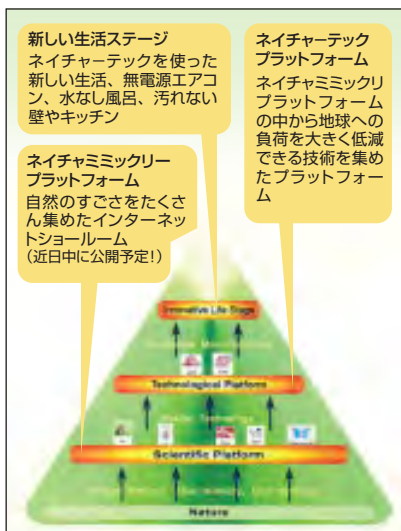 新しい生活ステージ
ネイチャーテックを使った
新しい生活、無電源エアコ
ン、水なし風呂、汚れない
壁やキッチン
ネイチャーテック
プラットフォーム
ネイチャミミックリ
プラットフォーム
の中から地球への
負荷を大きく低減
できる技術を集め
たプラットフォー
ム
ネイチャミミックリー
プラットフォーム
自然のすごさをたくさ
ん集めたインターネッ
トショールーム
（近日中に公開予定！）
Innovative Life Stage
Technological Platform
Scientific Platform
Nature